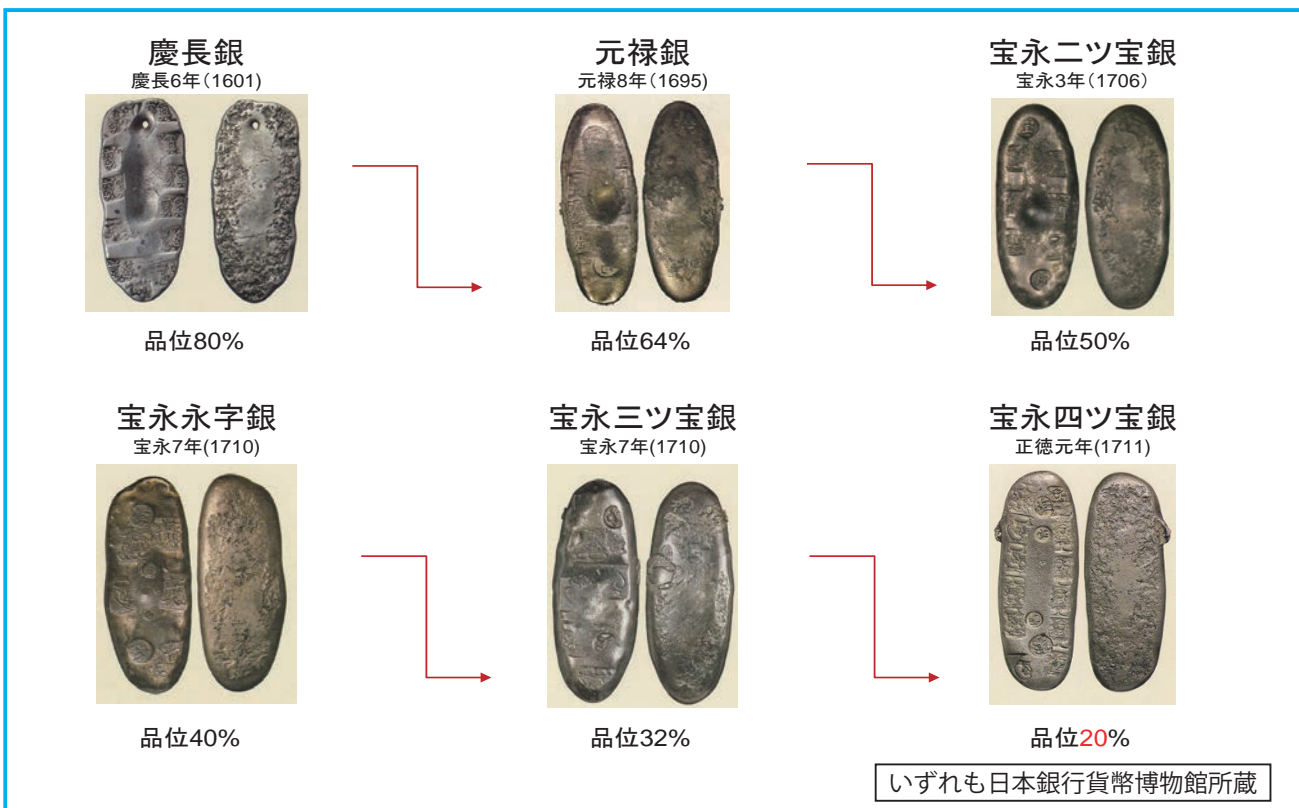 慶長銀
慶長6年(1601)
品位80%
元禄銀
元禄8年(1695)
品位64%
宝永二ツ宝銀
宝永3年(1706)
品位50%
宝永永字銀
宝永7年(1710)
品位40%
宝永三ツ宝銀
宝永7年(1710)
品位32%
宝永四ツ宝銀
正徳元年(1711)
品位20%
いずれも日本銀行貨幣博物館所蔵